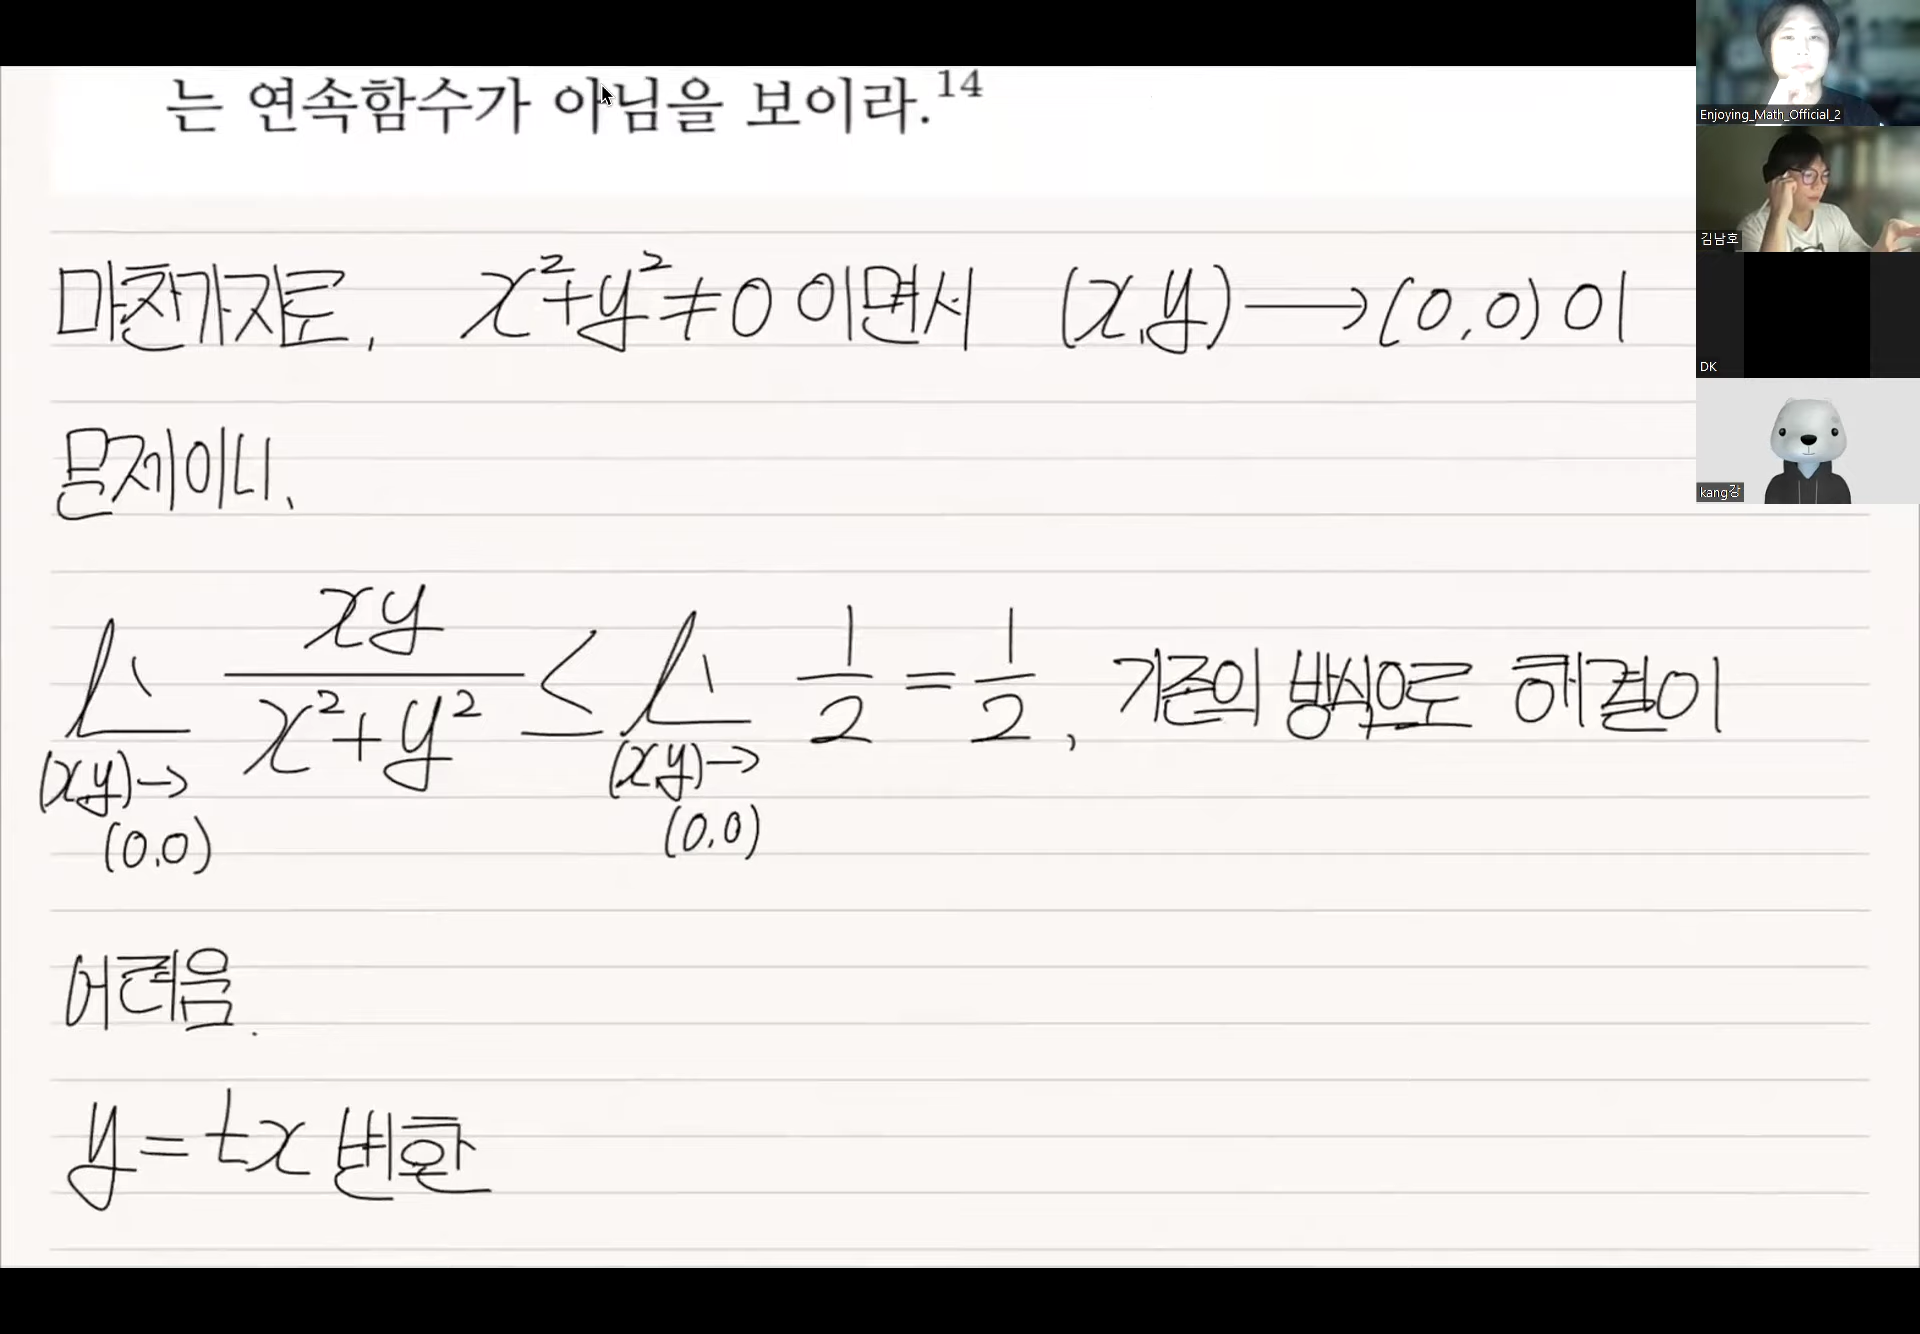 는 연속함수가 아님을 보이라.¹⁴
마찬가지로, x²+y²≠0 이면서 (x,y)→(0,0)이
문제이니,
lim_{(x,y)→(0,0)} xy/(x²+y²) ≤ lim_{(x,y)→(0,0)} 1/2 = 1/2, 기존의 방식으로 해결이
어려움.
y=tx 변환
Enjoying_Math_Official_2
김남호
DK
kang강